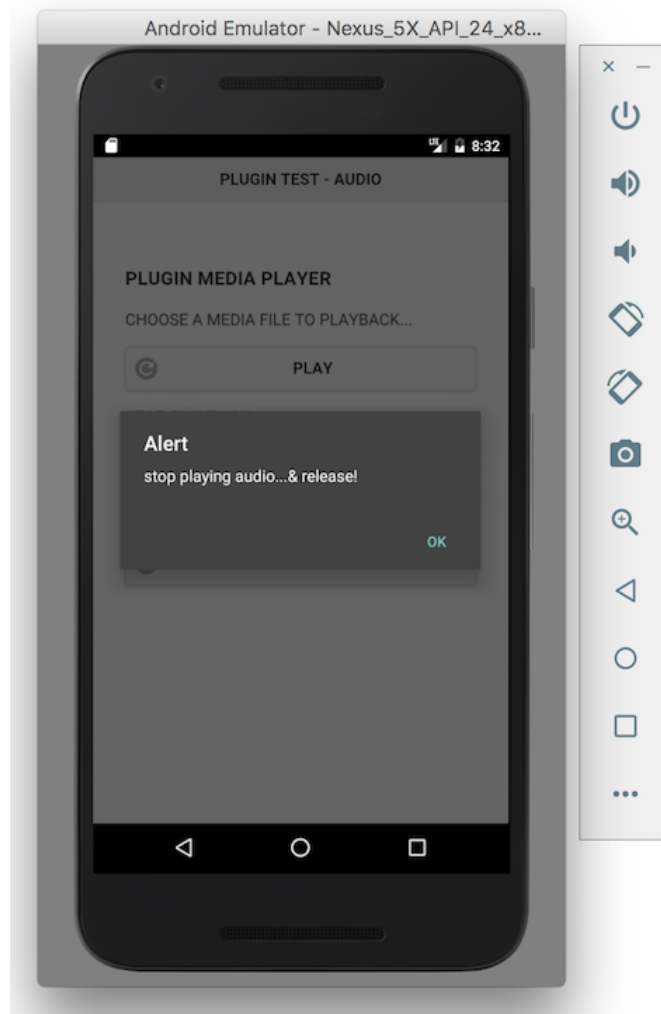 Android Emulator - Nexus_5X_API_24_x8...
LTE 8:32
PLUGIN TEST - AUDIO
PLUGIN MEDIA PLAYER
CHOOSE A MEDIA FILE TO PLAYBACK...
PLAY
Alert
stop playing audio...& release!
OK